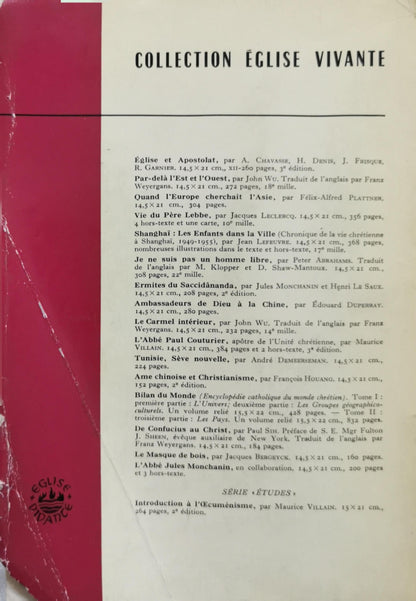 COLLECTION ÉGLISE VIVANTE
Église et Apostolat, par A. CHAVASSE, H. DENIS, J. FRISQUE,
R. GARNIER. 14,5 × 21 cm., XII-260 pages, 3e édition.
Par-delà l'Est et l'Ouest, par John WU. Traduit de l'anglais par Franz
Weyergans. 14,5 × 21 cm., 272 pages, 18e mille.
Quand l'Europe cherchait l'Asie, par Félix-Alfred PLATTNER,
14,5 × 21 cm., 304 pages.
Vie du Père Lebbe, par Jacques LECLERCQ. 14,5 × 21 cm., 356 pages,
4 hors-texte et une carte, 10e mille.
Shanghaï : Les Enfants dans la Ville (Chronique de la vie chrétienne
à Shanghaï, 1949-1955), par Jean LEFEUVRE. 14,5 × 21 cm., 368 pages,
nombreuses illustrations dans le texte et hors-texte, 17e mille.
Je ne suis pas un homme libre, par Peter ABRAHAMS. Traduit
de l'anglais par M. Klopper et D. Shaw-Mantoux. 14,5 × 21 cm.,
308 pages, 22e mille.
Ermites du Saccidânanda, par Jules MONCHANIN et Henri LE SAUX.
14,5 × 21 cm., 208 pages, 2e édition.
Ambassadeurs de Dieu à la Chine, par Édouard DUPERRAY.
14,5 × 21 cm., 280 pages.
Le Carmel intérieur, par John WU. Traduit de l'anglais par Franz
Weyergans. 14,5 × 21 cm., 232 pages, 14e mille.
L'Abbé Paul Couturier, apôtre de l'Unité chrétienne, par Maurice
VILLAIN. 14,5 × 21 cm., 384 pages et 2 hors-texte, 3e édition.
Tunisie, Sève nouvelle, par André DEMEERSEMAN. 14,5 × 21 cm.,
224 pages.
Ame chinoise et Christianisme, par François HOUANG. 14,5 × 21 cm.,
152 pages, 2e édition.
Bilan du Monde (Encyclopédie catholique du monde chrétien). Tome I :
première partie : L'Univers; deuxième partie : Les Groupes géographico-
culturels. Un volume relié 15,5 × 22 cm., 428 pages. — Tome II :
troisième partie : Les Pays. Un volume relié 15,5 × 22 cm., 832 pages.
De Confucius au Christ, par Paul SIH. Préface de S. E. Mgr Fulton
J. SHEEN, évêque auxiliaire de New York. Traduit de l'anglais par
Franz Weyergans. 14,5 × 21 cm., 184 pages.
Le Masque de bois, par Jacques BERGEYCK. 14,5 × 21 cm., 160 pages.
L'Abbé Jules Monchanin, en collaboration. 14,5 × 21 cm., 200 pages
et 3 hors-texte.
SÉRIE «ÉTUDES»
Introduction à l'Œcuménisme, par Maurice VILLAIN. 15 × 21 cm.,
264 pages, 2e édition.
EGLISE
VIVANTE